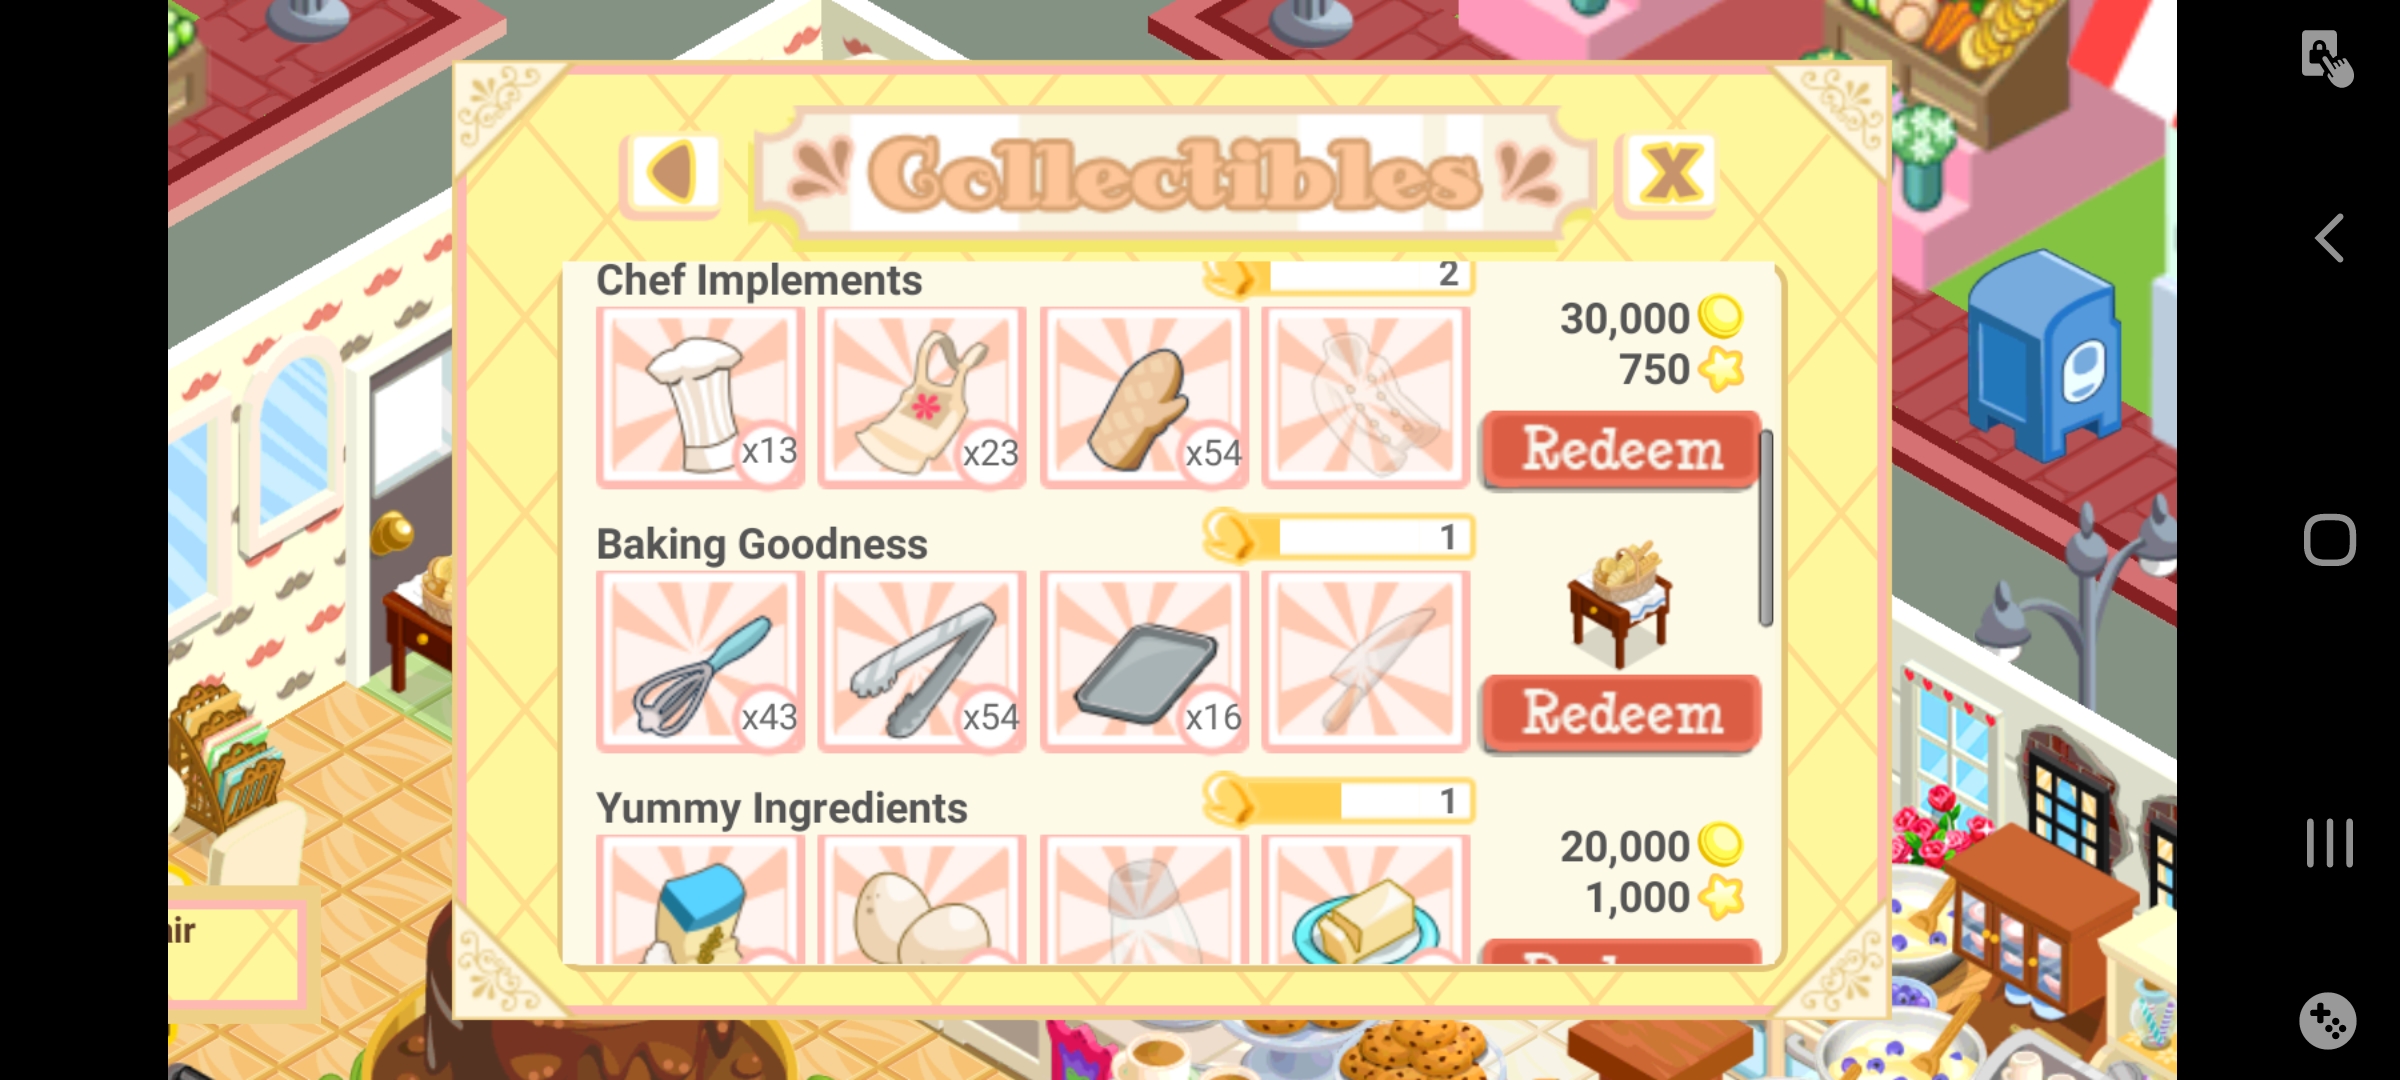 Collectibles
X
Chef Implements
2
30,000
750
x13
x23
x54
Redeem
Baking Goodness
1
x43
x54
x16
Redeem
Yummy Ingredients
1
20,000
1,000